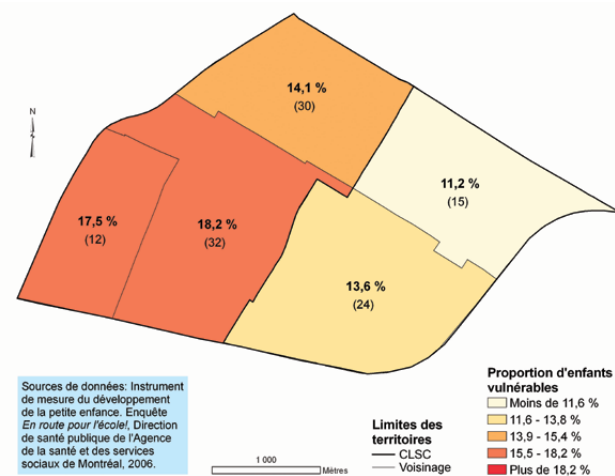 14,1 %
(30)
N
11,2 %
(15)
17,5 %
(12)
18,2 %
(32)
13,6 %
(24)
Sources de données: Instrument
de mesure du développement
de la petite enfance. Enquête
En route pour l'école!, Direction
de santé publique de l'Agence
de la santé et des services
sociaux de Montréal, 2006.
1 000
Mètres
Limites des
territoires
CLSC
Voisinage
Proportion d'enfants
vulnérables
Moins de 11,6 %
11,6 - 13,8 %
13,9 - 15,4 %
15,5 - 18,2 %
Plus de 18,2 %